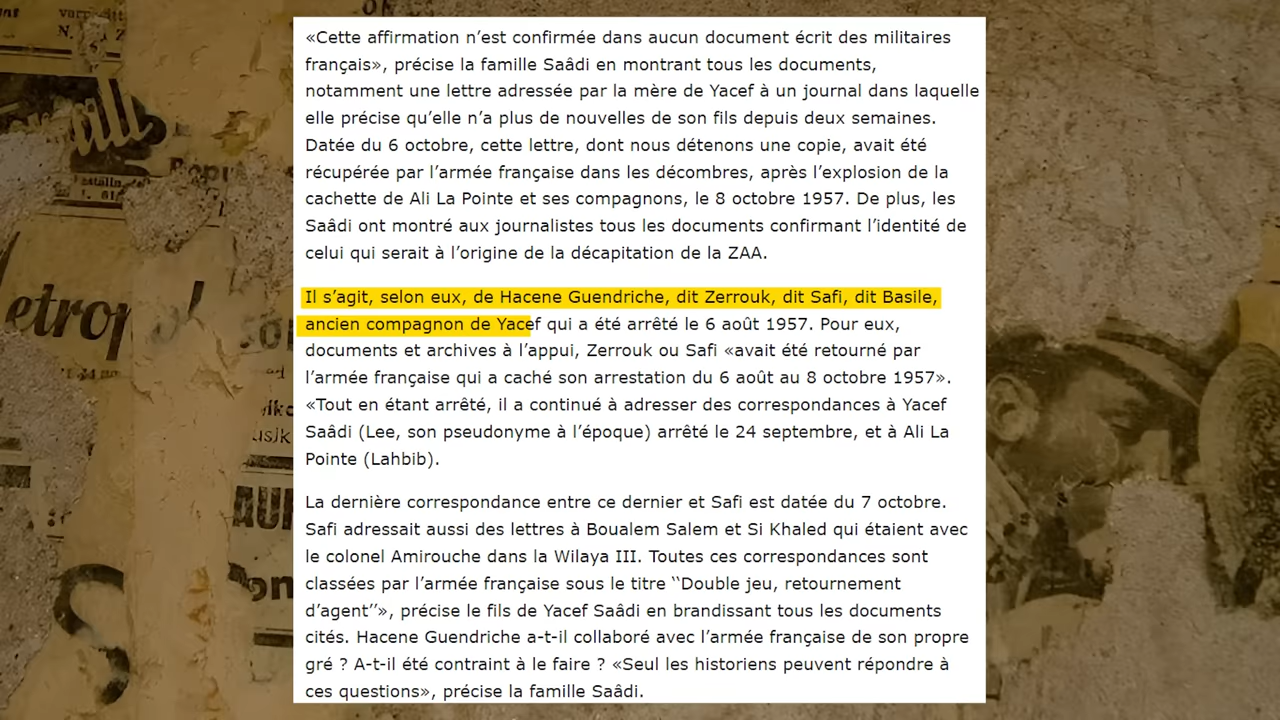 «Cette affirmation n’est confirmée dans aucun document écrit des militaires
français», précise la famille Saâdi en montrant tous les documents,
notamment une lettre adressée par la mère de Yacef à un journal dans laquelle
elle précise qu’elle n’a plus de nouvelles de son fils depuis deux semaines.
Datée du 6 octobre, cette lettre, dont nous détenons une copie, avait été
récupérée par l’armée française dans les décombres, après l’explosion de la
cachette de Ali La Pointe et ses compagnons, le 8 octobre 1957. De plus, les
Saâdi ont montré aux journalistes tous les documents confirmant l’identité de
celui qui serait à l’origine de la décapitation de la ZAA.
Il s’agit, selon eux, de Hacene Guendriche, dit Zerrouk, dit Safi, dit Basile,
ancien compagnon de Yacef qui a été arrêté le 6 août 1957. Pour eux,
documents et archives à l’appui, Zerrouk ou Safi «avait été retourné par
l’armée française qui a caché son arrestation du 6 août au 8 octobre 1957».
«Tout en étant arrêté, il a continué à adresser des correspondances à Yacef
Saâdi (Lee, son pseudonyme à l’époque) arrêté le 24 septembre, et à Ali La
Pointe (Lahbib).
La dernière correspondance entre ce dernier et Safi est datée du 7 octobre.
Safi adressait aussi des lettres à Boualem Salem et Si Khaled qui étaient avec
le colonel Amirouche dans la Wilaya III. Toutes ces correspondances sont
classées par l’armée française sous le titre ‘‘Double jeu, retournement
d’agent’’», précise le fils de Yacef Saâdi en brandissant tous les documents
cités. Hacene Guendriche a-t-il collaboré avec l’armée française de son propre
gré ? A-t-il été contraint à le faire ? «Seul les historiens peuvent répondre à
ces questions», précise la famille Saâdi.
etropol